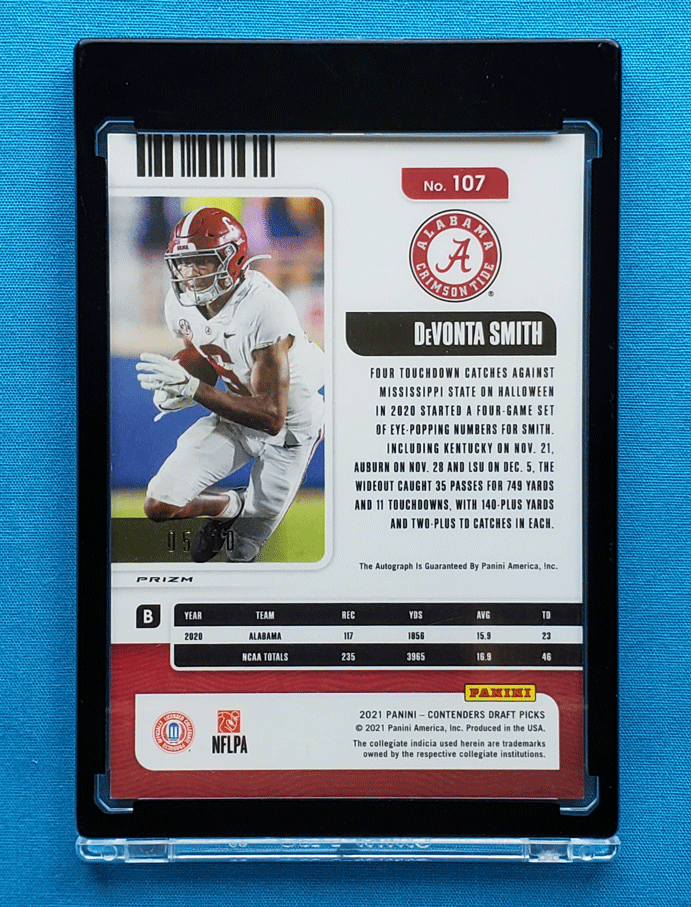 No. 107
ALABAMA
A
CRIMSON TIDE
®
DeVONTA SMITH
FOUR TOUCHDOWN CATCHES AGAINST
MISSISSIPPI STATE ON HALLOWEEN
IN 2020 STARTED A FOUR-GAME SET
OF EYE-POPPING NUMBERS FOR SMITH.
INCLUDING KENTUCKY ON NOV. 21,
AUBURN ON NOV. 28 AND LSU ON DEC. 5, THE
WIDEOUT CAUGHT 35 PASSES FOR 749 YARDS
AND 11 TOUCHDOWNS, WITH 140-PLUS YARDS
AND TWO-PLUS TD CATCHES IN EACH.
The Autograph Is Guaranteed By Panini America, Inc.
PRIZM
B
YEAR TEAM REC YDS AVG TD
2020 ALABAMA 117 1856 15.9 23
NCAA TOTALS 235 3965 16.9 46
PANINI
2021 PANINI – CONTENDERS DRAFT PICKS
© 2021 Panini America, Inc. Produced in the USA.
The collegiate indicia used herein are trademarks
owned by the respective collegiate institutions.
OFFICIALLY LICENSED COLLEGIATE PRODUCTS
NFLPA